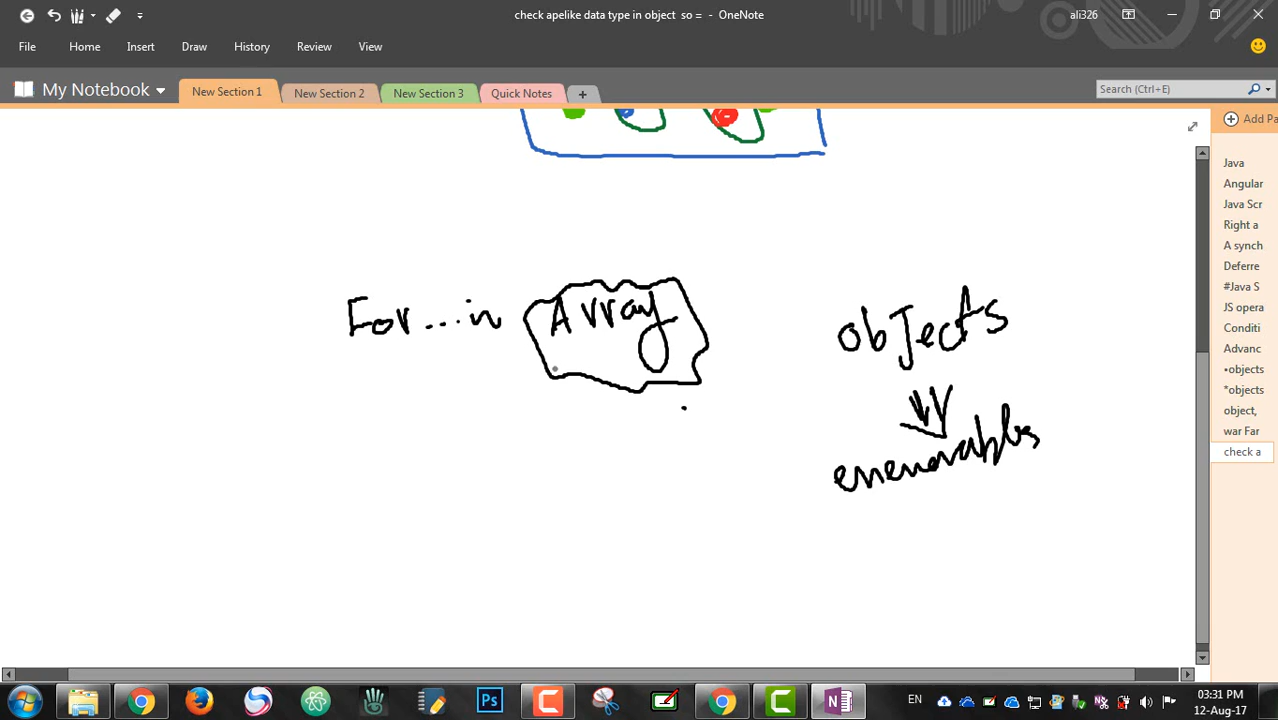 check apelike data type in object so = - OneNote
ali326
File Home Insert Draw History Review View
My Notebook New Section 1 New Section 2 New Section 3 Quick Notes + Search (Ctrl+E)
Add Pa
Java
Angular
Java Scr
Right a
A synch
Deferre
#Java S
JS opera
Conditi
Advanc
•objects
*objects
object,
war Far
check a
For...in Array objects
enenorables
Ps EN 03:31 PM
12-Aug-17